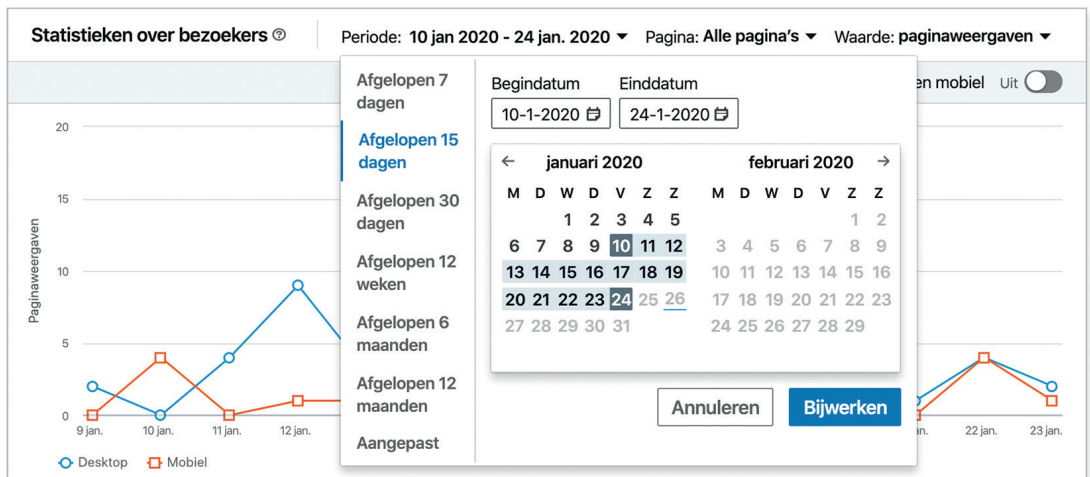 Statistieken over bezoekers
Periode: 10 jan 2020 - 24 jan. 2020 Pagina: Alle pagina's Waarde: paginaweergaven
en mobiel Uit
Afgelopen 7
dagen
Afgelopen 15
dagen
Afgelopen 30
dagen
Afgelopen 12
weken
Afgelopen 6
maanden
Afgelopen 12
maanden
Aangepast
Begindatum Einddatum
10-1-2020 24-1-2020
januari 2020
M D W D V Z Z
1 2 3 4 5
6 7 8 9 10 11 12
13 14 15 16 17 18 19
20 21 22 23 24 25 26
27 28 29 30 31
februari 2020
M D W D V Z Z
1 2
3 4 5 6 7 8 9
10 11 12 13 14 15 16
17 18 19 20 21 22 23
24 25 26 27 28 29
Annuleren Bijwerken
Paginaweergaven
20
15
10
5
0
9 jan. 10 jan. 11 jan. 12 jan. 22 jan. 23 jan.
Desktop Mobiel